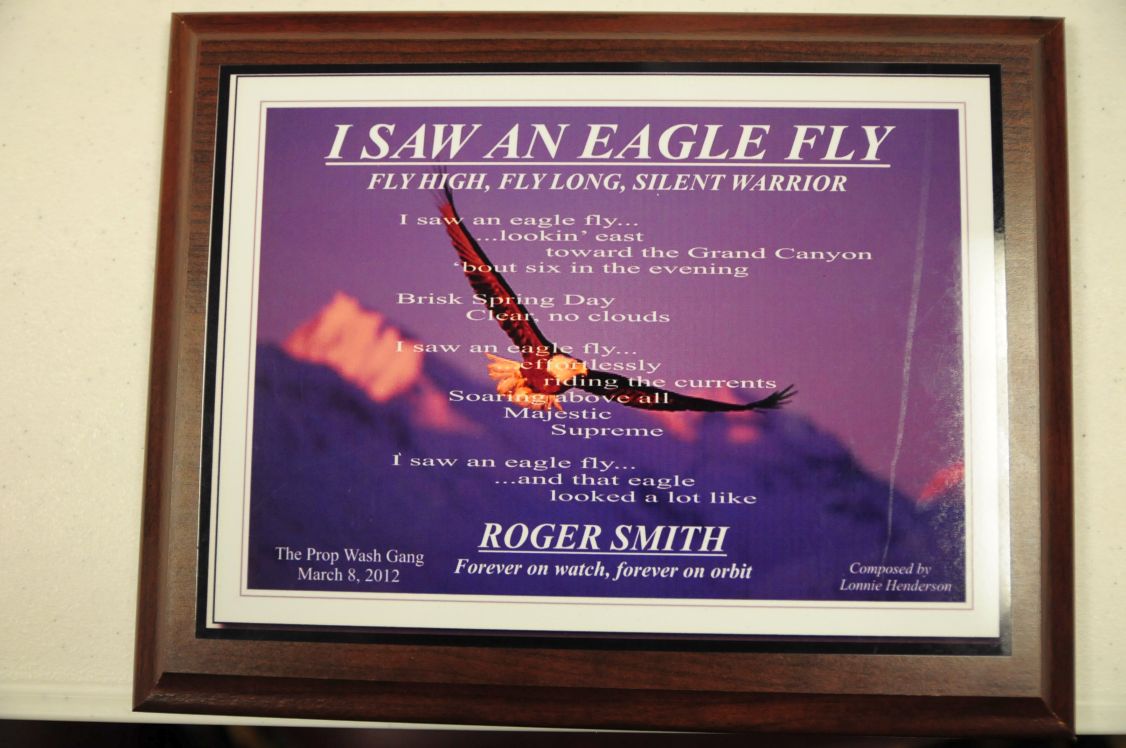 I SAW AN EAGLE FLY
FLY HIGH, FLY LONG, SILENT WARRIOR
I saw an eagle fly...
...lookin' east
toward the Grand Canyon
'bout six in the evening
Brisk Spring Day
Clear, no clouds
I saw an eagle fly...
...effortlessly
riding the currents
Soaring above all
Majestic
Supreme
I saw an eagle fly...
...and that eagle
looked a lot like
ROGER SMITH
Forever on watch, forever on orbit
The Prop Wash Gang
March 8, 2012
Composed by
Lonnie Henderson